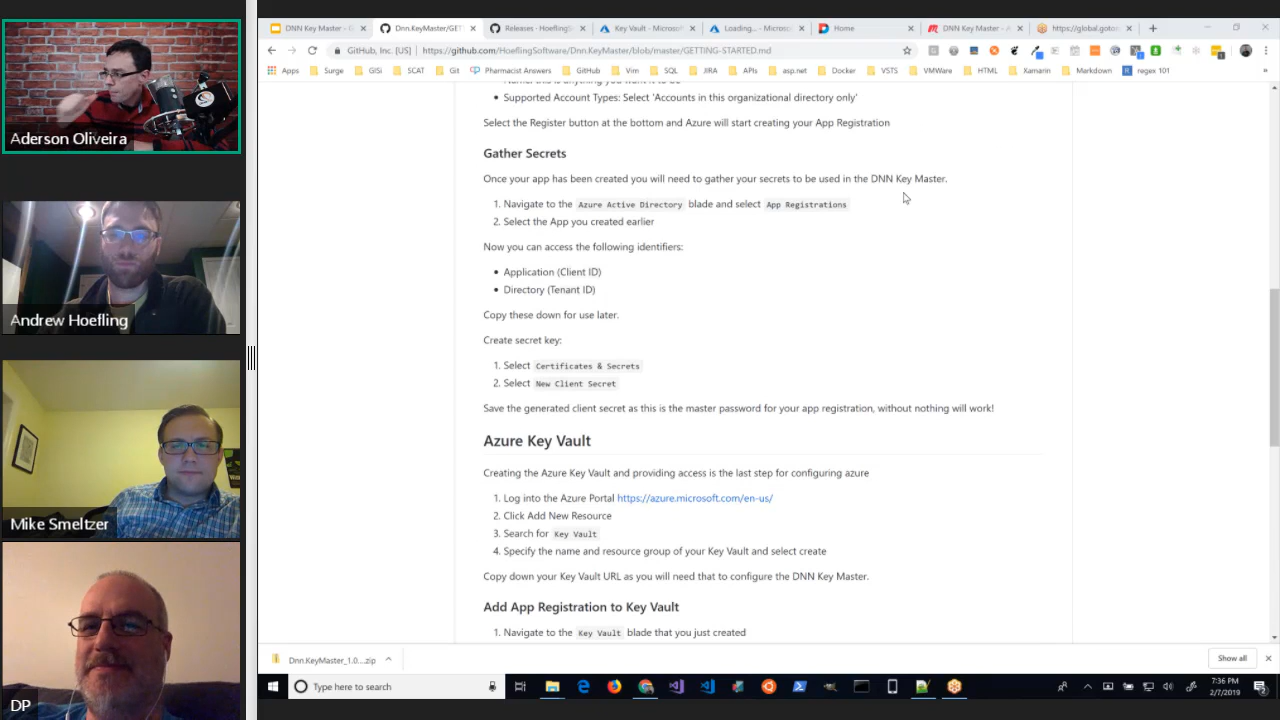 Aderson Oliveira
Andrew Hoefling
Mike Smeltzer
DP
DNN Key Master - G
Dnn.KeyMaster/GET
Releases · Hoefling
Key Vault - Micros
Loading... - Micros
Home
DNN Key Master - A
https://global.goto
GitHub, Inc. [US]
https://github.com/HoeflingSoftware/Dnn.KeyMaster/blob/master/GETTING-STARTED.md
Apps
Surge
GISi
SCAT
Git
Pharmacist Answers
GitHub
Vim
SQL
JIRA
APIs
asp.net
Docker
VSTS
VMWare
HTML
Xamarin
Markdown
regex 101
• Supported Account Types: Select 'Accounts in this organizational directory only'
Select the Register button at the bottom and Azure will start creating your App Registration
Gather Secrets
Once your app has been created you will need to gather your secrets to be used in the DNN Key Master.
1. Navigate to the Azure Active Directory blade and select App Registrations
2. Select the App you created earlier
Now you can access the following identifiers:
• Application (Client ID)
• Directory (Tenant ID)
Copy these down for use later.
Create secret key:
1. Select Certificates & Secrets
2. Select New Client Secret
Save the generated client secret as this is the master password for your app registration, without nothing will work!
Azure Key Vault
Creating the Azure Key Vault and providing access is the last step for configuring azure
1. Log into the Azure Portal https://azure.microsoft.com/en-us/
2. Click Add New Resource
3. Search for Key Vault
4. Specify the name and resource group of your Key Vault and select create
Copy down your Key Vault URL as you will need that to configure the DNN Key Master.
Add App Registration to Key Vault
1. Navigate to the Key Vault blade that you just created
Dnn.KeyMaster_1.0....zip
Show all
Type here to search
7:36 PM
2/7/2019